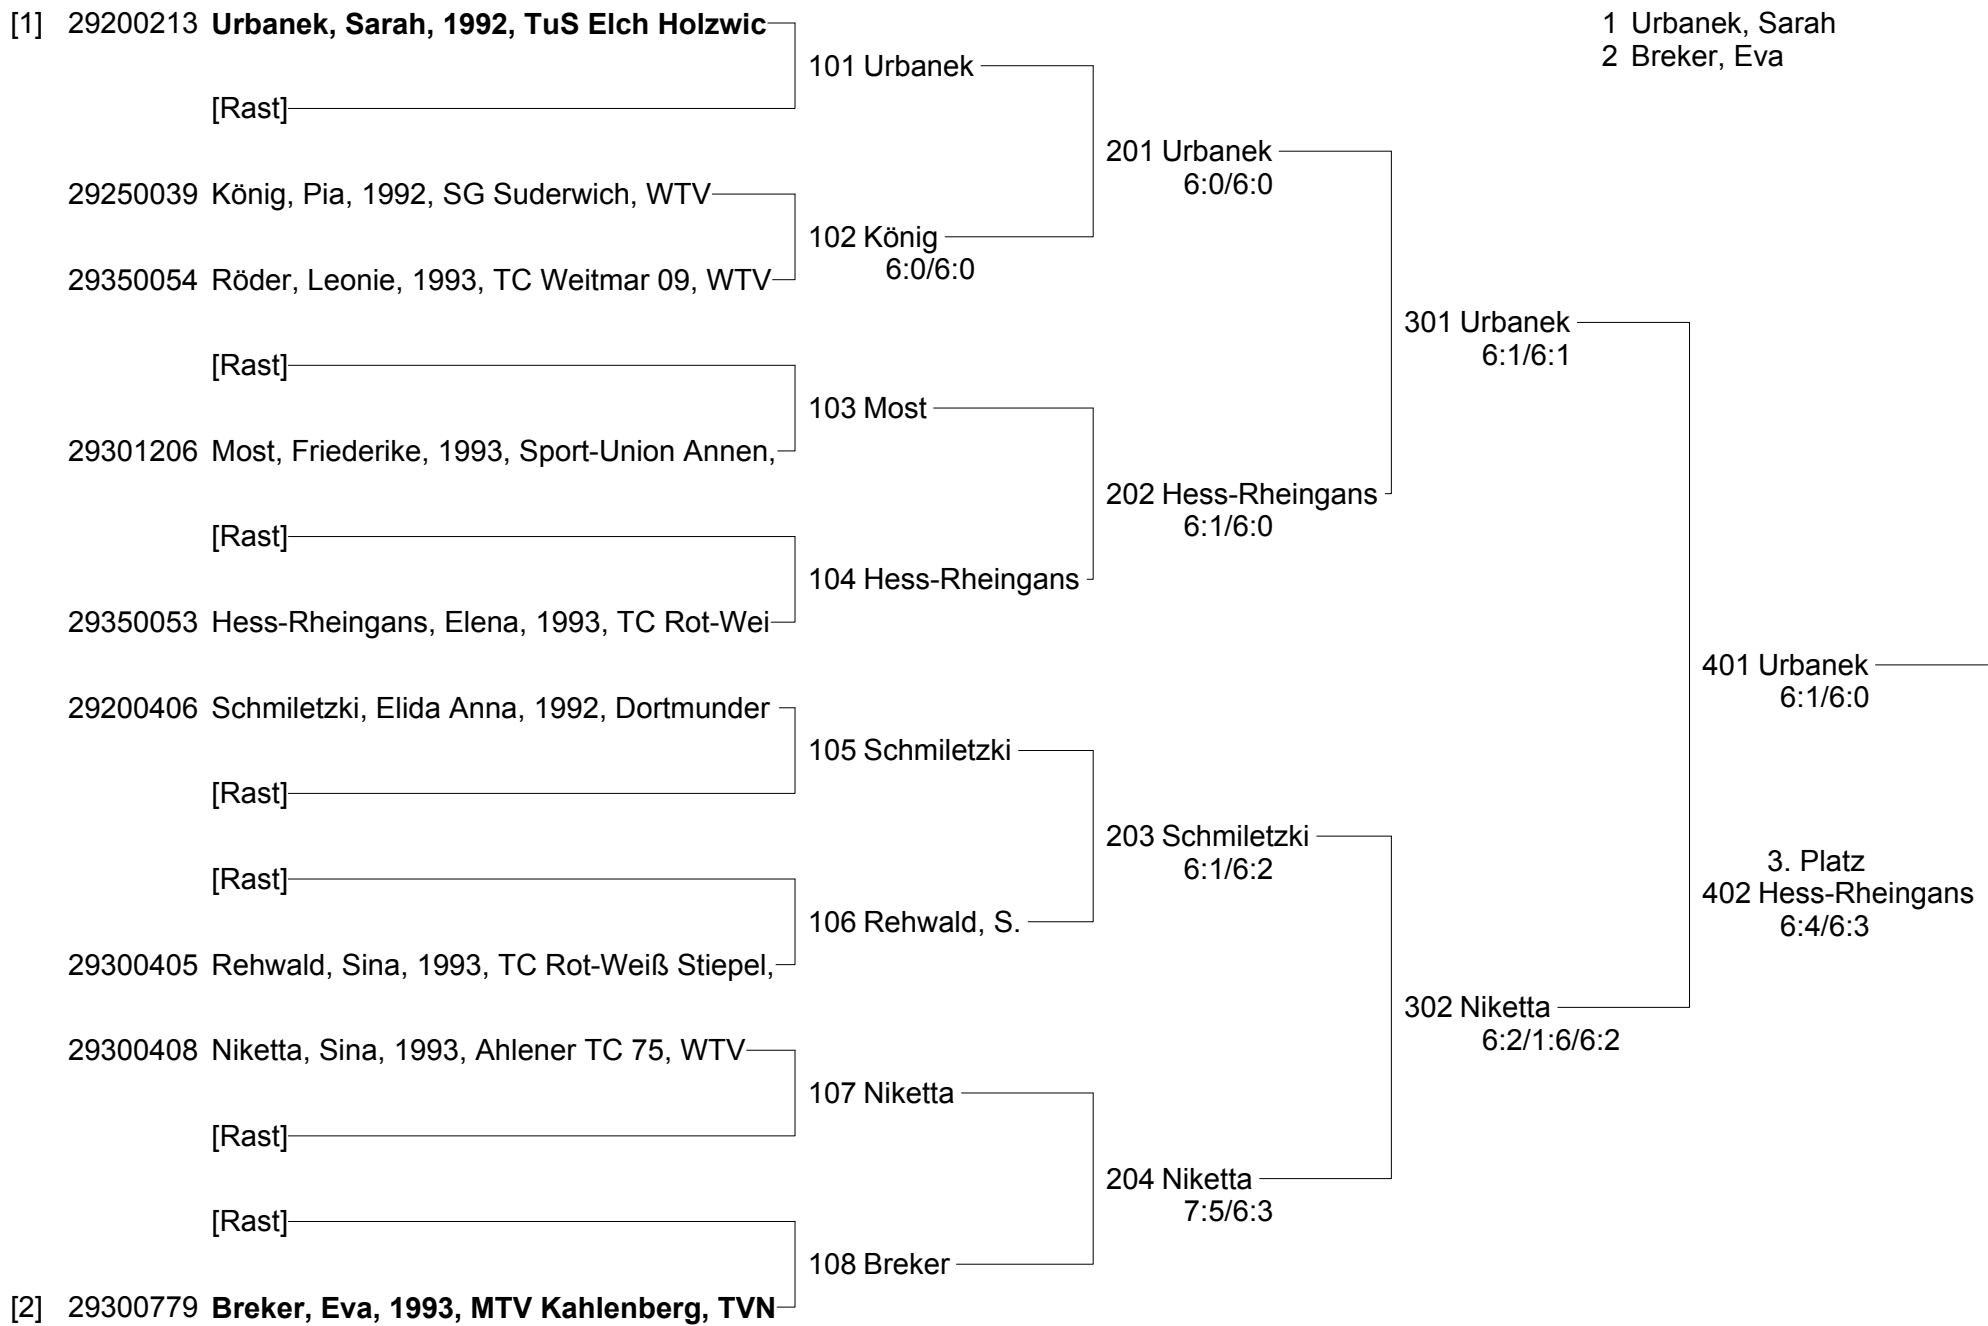 [1] 29200213 Urbanek, Sarah, 1992, TuS Elch Holzwic
1 Urbanek, Sarah
2 Breker, Eva
101 Urbanek
[Rast]
201 Urbanek
6:0/6:0
29250039 König, Pia, 1992, SG Suderwich, WTV
102 König
6:0/6:0
29350054 Röder, Leonie, 1993, TC Weitmar 09, WTV
301 Urbanek
6:1/6:1
[Rast]
103 Most
29301206 Most, Friederike, 1993, Sport-Union Annen,
202 Hess-Rheingans
6:1/6:0
[Rast]
104 Hess-Rheingans
29350053 Hess-Rheingans, Elena, 1993, TC Rot-Wei
401 Urbanek
6:1/6:0
29200406 Schmiletzki, Elida Anna, 1992, Dortmunder
105 Schmiletzki
[Rast]
203 Schmiletzki
6:1/6:2
3. Platz
402 Hess-Rheingans
6:4/6:3
[Rast]
106 Rehwald, S.
29300405 Rehwald, Sina, 1993, TC Rot-Weiß Stiepel,
302 Niketta
6:2/1:6/6:2
29300408 Niketta, Sina, 1993, Ahlener TC 75, WTV
107 Niketta
[Rast]
204 Niketta
7:5/6:3
[Rast]
108 Breker
[2] 29300779 Breker, Eva, 1993, MTV Kahlenberg, TVN